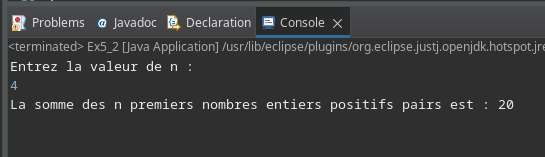 Problems Javadoc Declaration Console
<terminated> Ex5_2 [Java Application] /usr/lib/eclipse/plugins/org.eclipse.justj.openjdk.hotspot.jre
Entrez la valeur de n :
4
La somme des n premiers nombres entiers positifs pairs est : 20